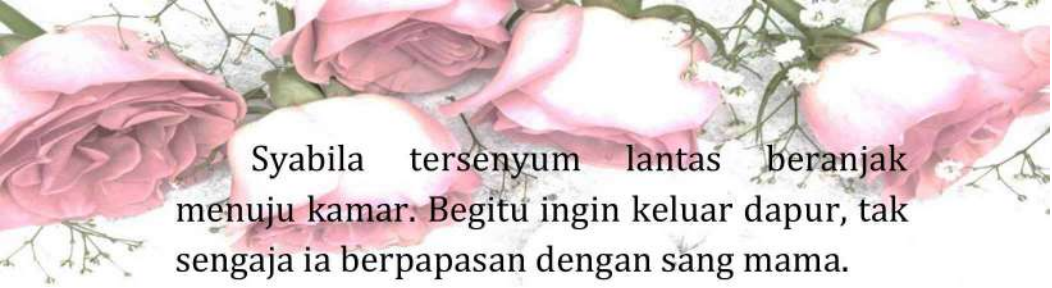 Syabila tersenyum lantas beranjak
menuju kamar. Begitu ingin keluar dapur, tak
sengaja ia berpapasan dengan sang mama.